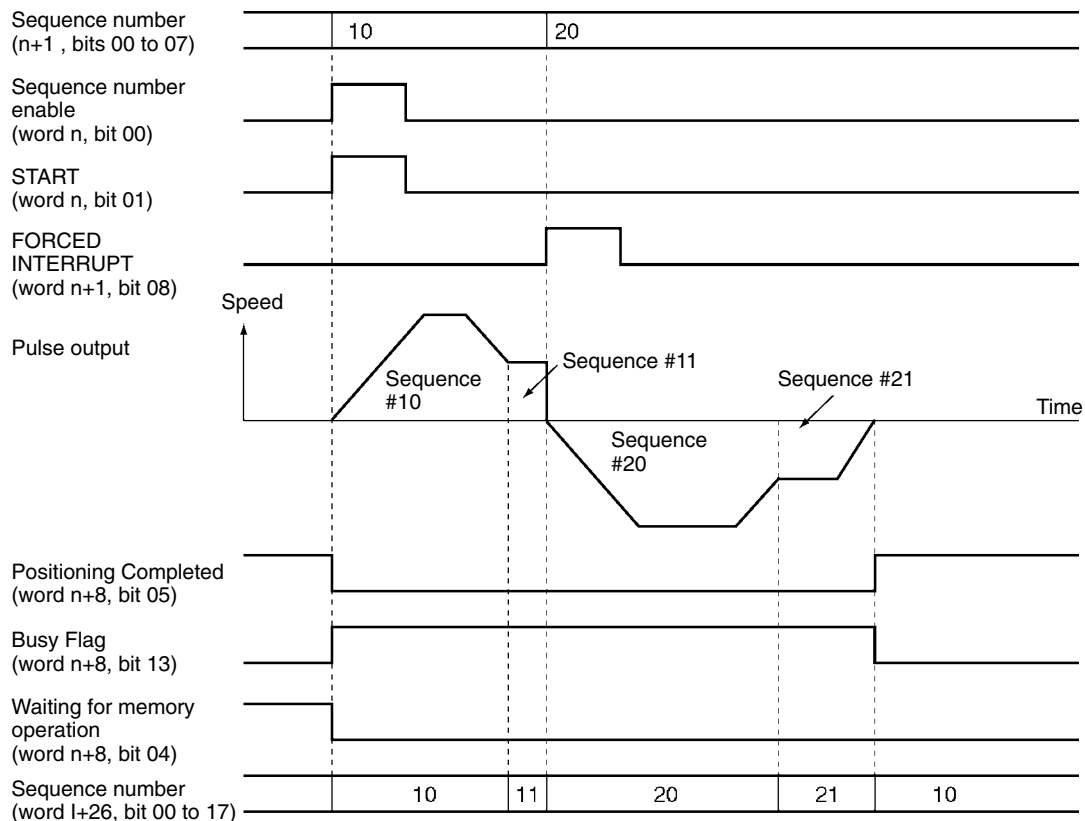 Sequence number
(n+1 , bits 00 to 07)
10
20
Sequence number
enable
(word n, bit 00)
START
(word n, bit 01)
FORCED
INTERRUPT
(word n+1, bit 08)
Speed
Pulse output
Sequence
#10
Sequence #11
Sequence #21
Time
Sequence
#20
Positioning Completed
(word n+8, bit 05)
Busy Flag
(word n+8, bit 13)
Waiting for memory
operation
(word n+8, bit 04)
Sequence number
(word I+26, bit 00 to 17)
10
11
20
21
10